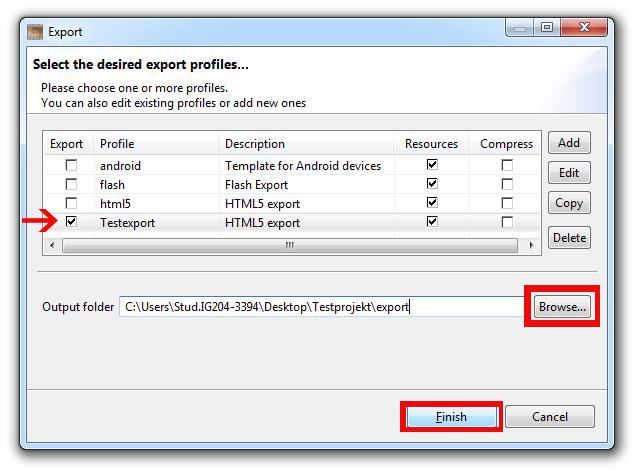 Export
Select the desired export profiles...
Please choose one or more profiles.
You can also edit existing profiles or add new ones
Export Profile Description Resources Compress
android Template for Android devices
flash Flash Export
html5 HTML5 export
Testexport HTML5 export
Add
Edit
Copy
Delete
Output folder C:\Users\Stud.IG204-3394\Desktop\Testprojekt\export Browse...
Finish Cancel